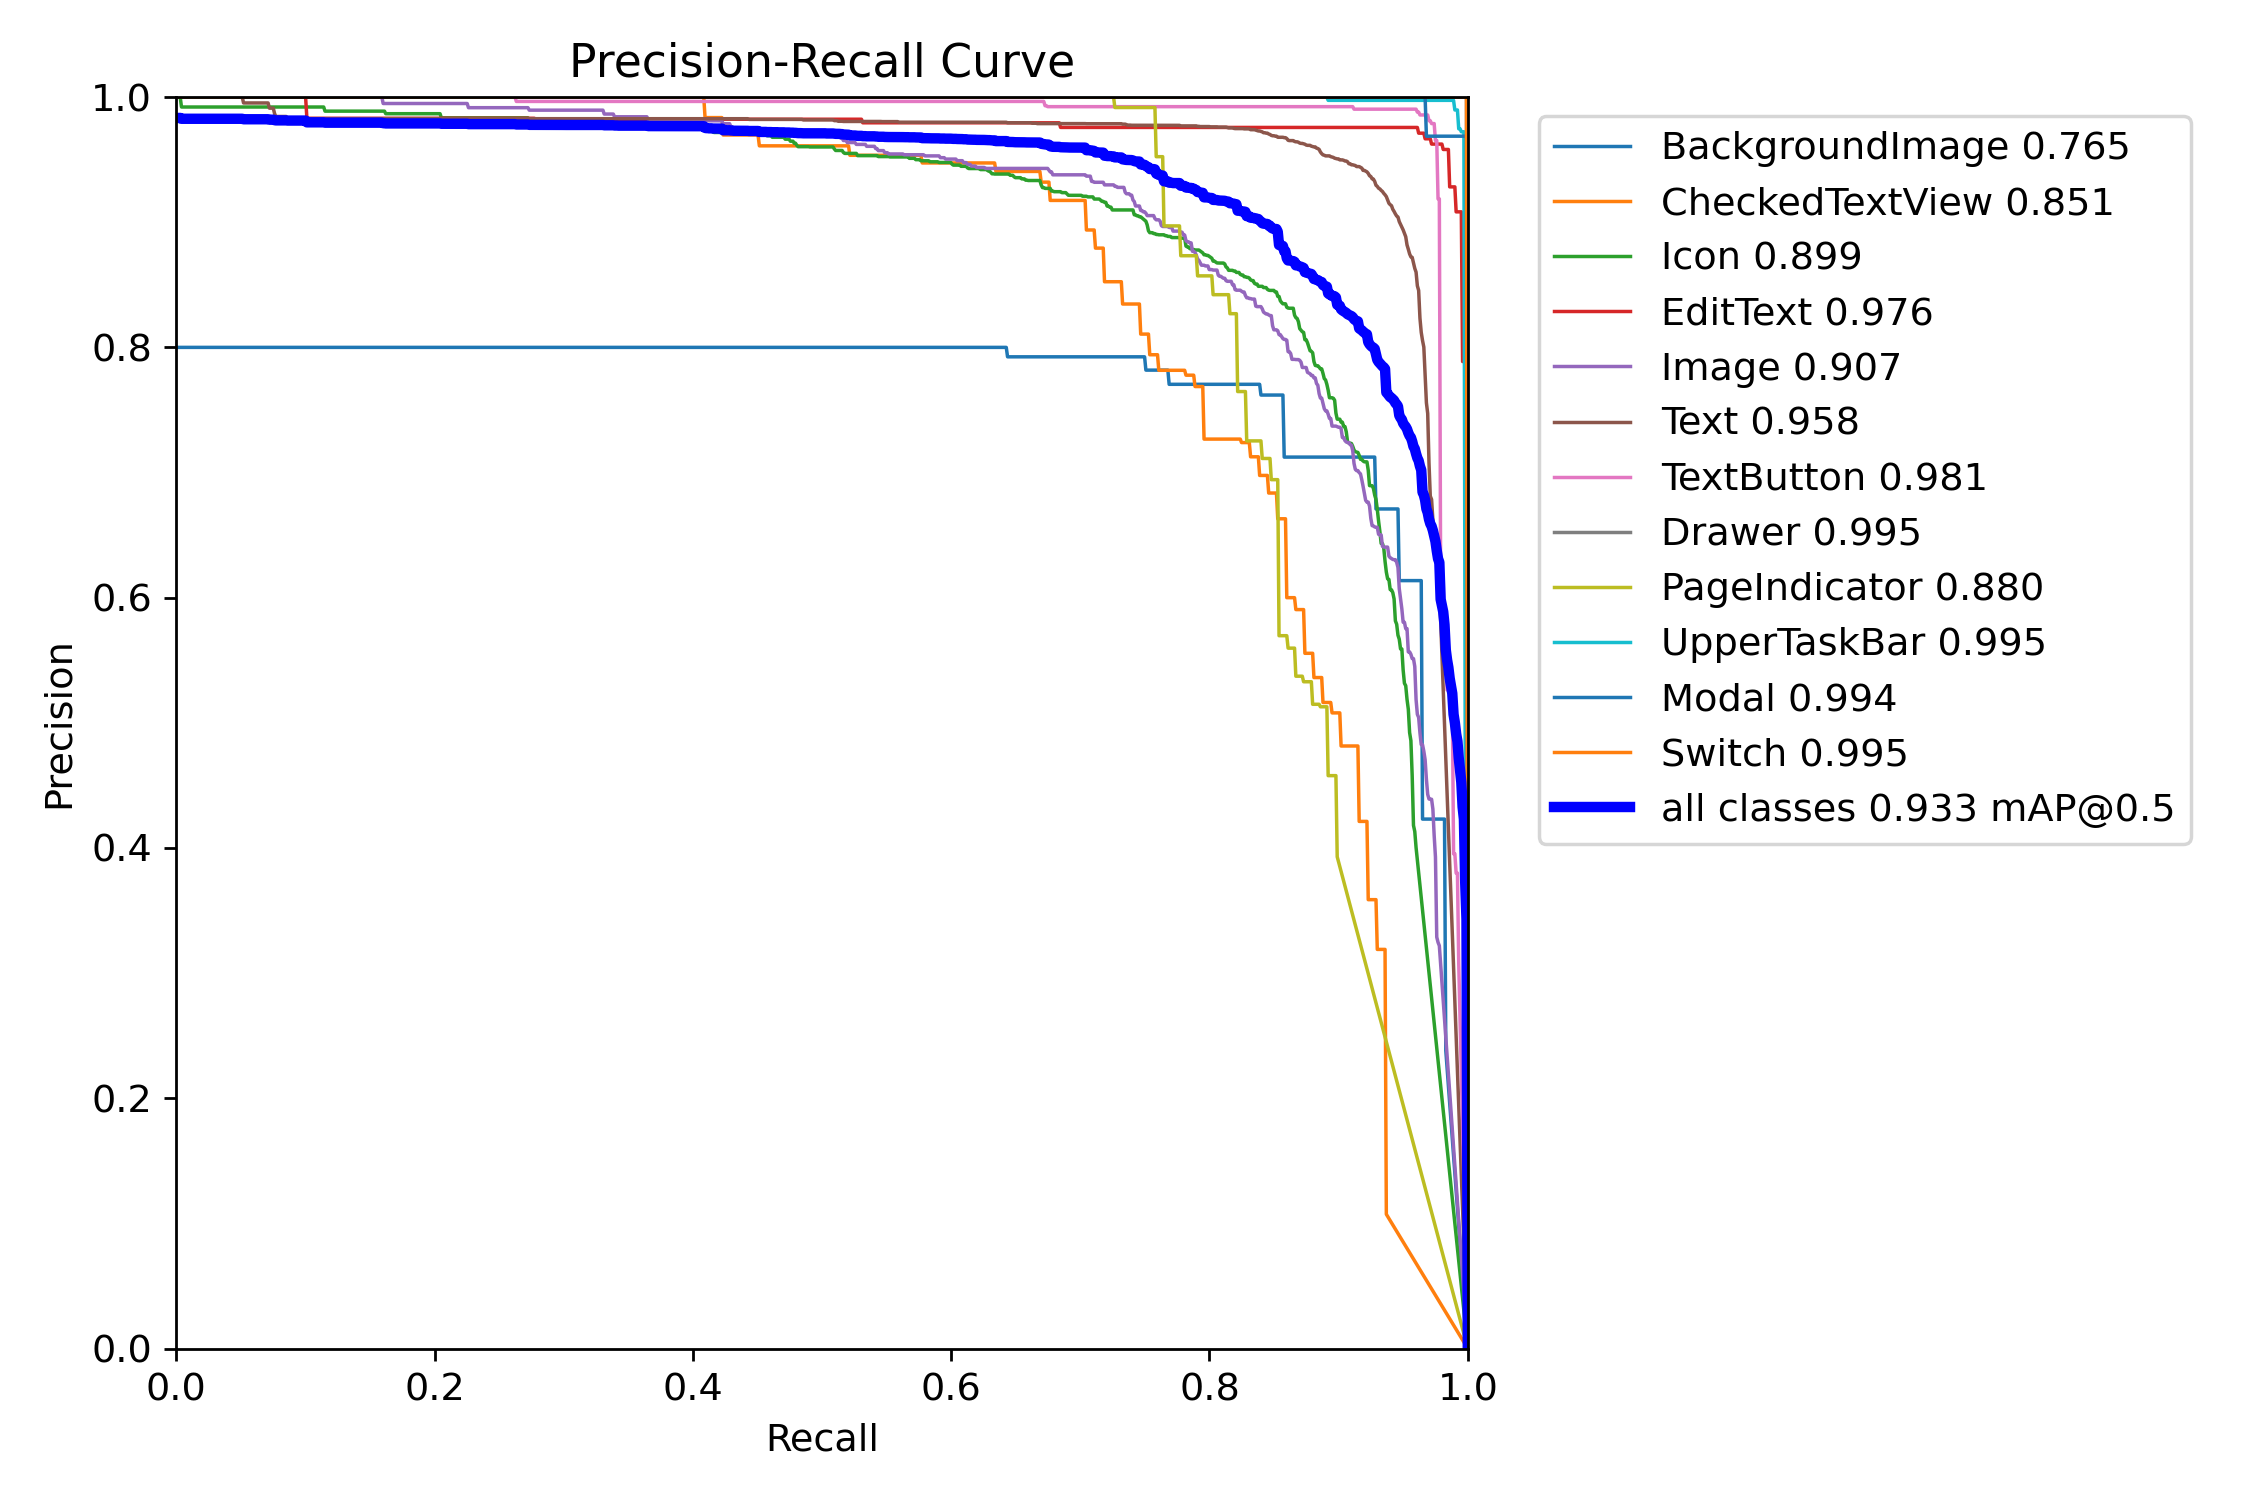 Precision-Recall Curve
1.0
0.8
0.6
0.4
0.2
0.0
Precision
0.0 0.2 0.4 0.6 0.8 1.0
Recall
BackgroundImage 0.765
CheckedTextView 0.851
Icon 0.899
EditText 0.976
Image 0.907
Text 0.958
TextButton 0.981
Drawer 0.995
PageIndicator 0.880
UpperTaskBar 0.995
Modal 0.994
Switch 0.995
all classes 0.933 mAP@0.5